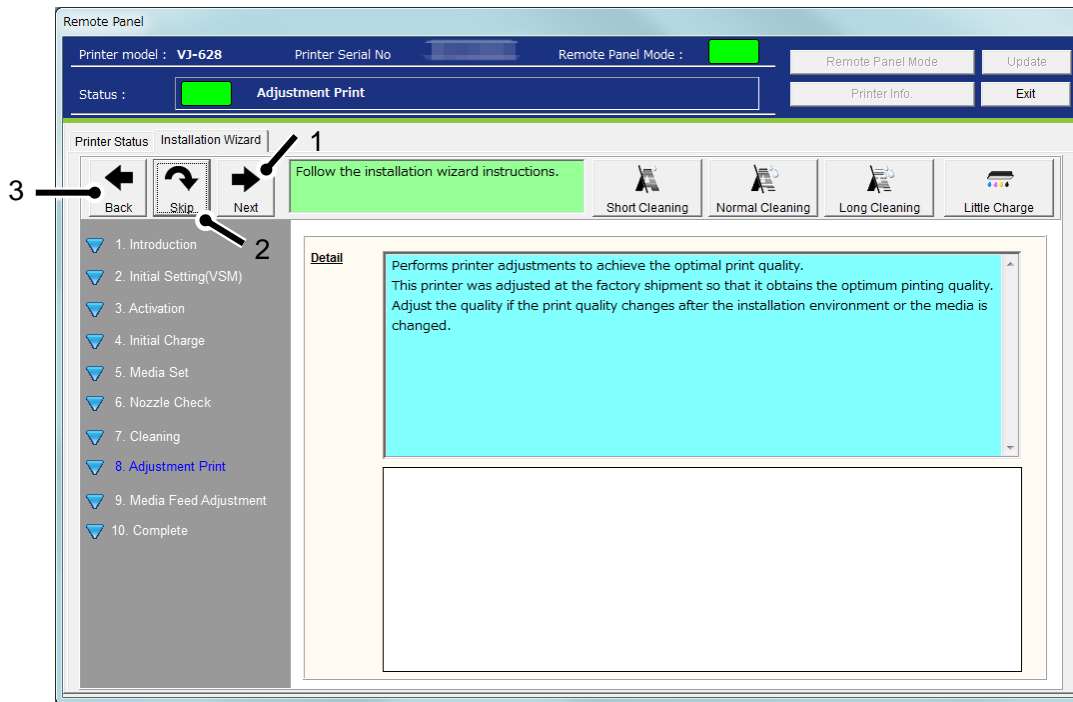 Remote Panel
Printer model : VJ-628 Printer Serial No Remote Panel Mode :
Remote Panel Mode Update
Status : Adjustment Print
Printer Info. Exit
Printer Status Installation Wizard
1
3
Back Skip Next
Follow the installation wizard instructions.
Short Cleaning Normal Cleaning Long Cleaning Little Charge
2
1. Introduction
2. Initial Setting(VSM)
3. Activation
4. Initial Charge
5. Media Set
6. Nozzle Check
7. Cleaning
8. Adjustment Print
9. Media Feed Adjustment
10. Complete
Detail
Performs printer adjustments to achieve the optimal print quality.
This printer was adjusted at the factory shipment so that it obtains the optimum pinting quality.
Adjust the quality if the print quality changes after the installation environment or the media is
changed.